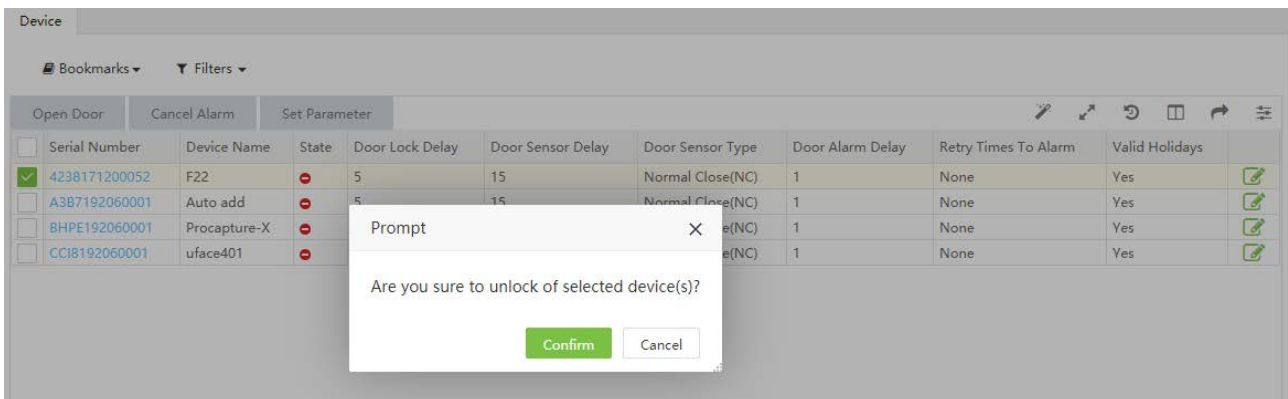 Device
Bookmarks Filters
Open Door Cancel Alarm Set Parameter
Serial Number Device Name State Door Lock Delay Door Sensor Delay Door Sensor Type Door Alarm Delay Retry Times To Alarm Valid Holidays
4238171200052 F22 5 15 Normal Close(NC) 1 None Yes
A3B7192060001 Auto add 5 15 Normal Close(NC) 1 None Yes
BHPE192060001 Procapture-X e(NC) 1 None Yes
CCI8192060001 uface401 e(NC) 1 None Yes
Prompt
Are you sure to unlock of selected device(s)?
Confirm Cancel